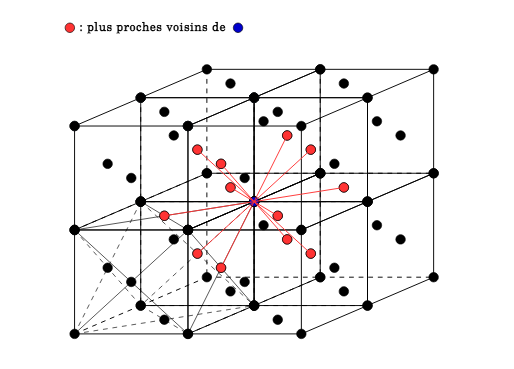 : plus proches voisins de